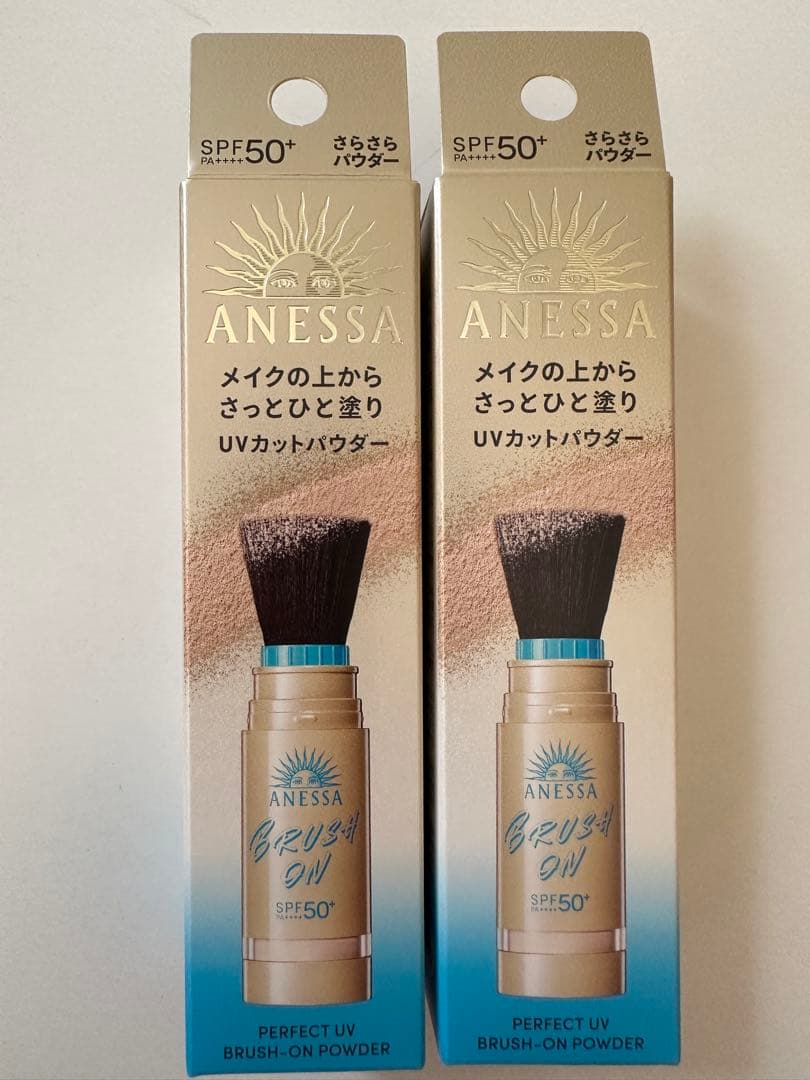 SPF50+
PA++++
さらさら
パウダー
ANESSA
メイクの上から
さっとひと塗り
UVカットパウダー
ANESSA
BRUSH
ON
SPF50+
PA++++
PERFECT UV
BRUSH-ON POWDER
SPF50+
PA++++
さらさら
パウダー
ANESSA
メイクの上から
さっとひと塗り
UVカットパウダー
ANESSA
BRUSH
ON
SPF50+
PA++++
PERFECT UV
BRUSH-ON POWDER